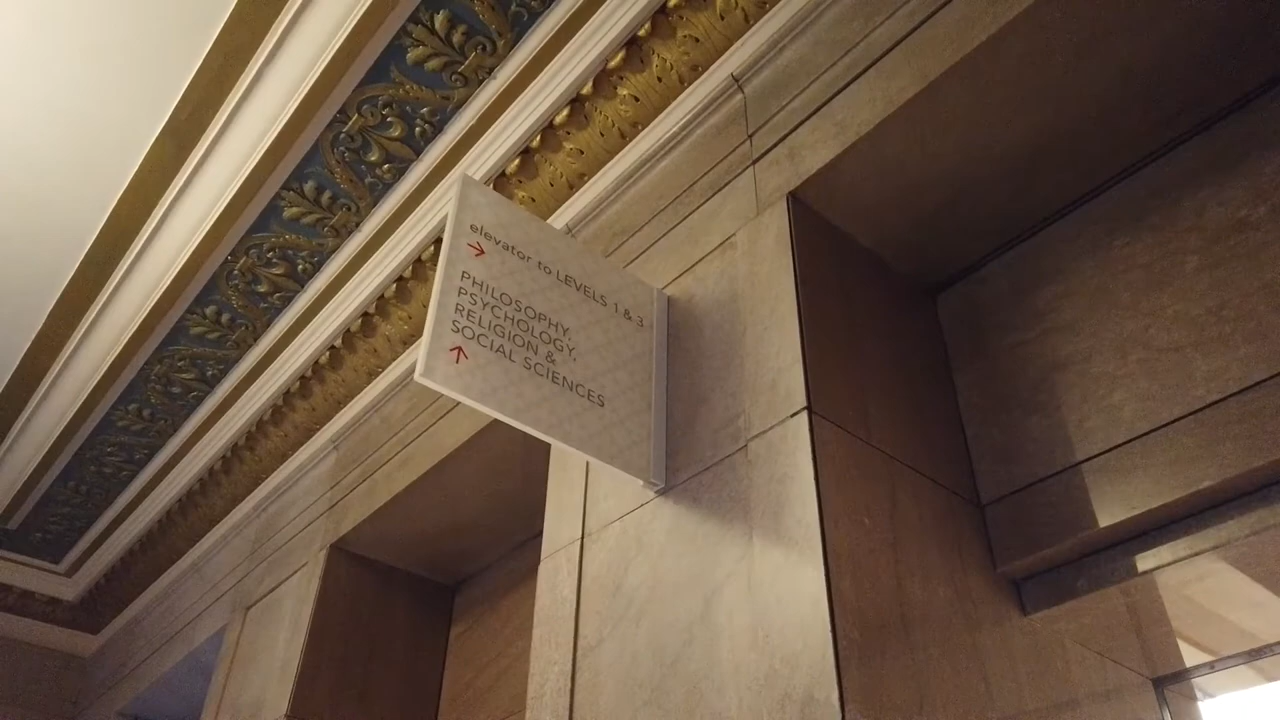 elevator to LEVELS 1 & 3
PHILOSOPHY,
PSYCHOLOGY,
RELIGION &
SOCIAL SCIENCES